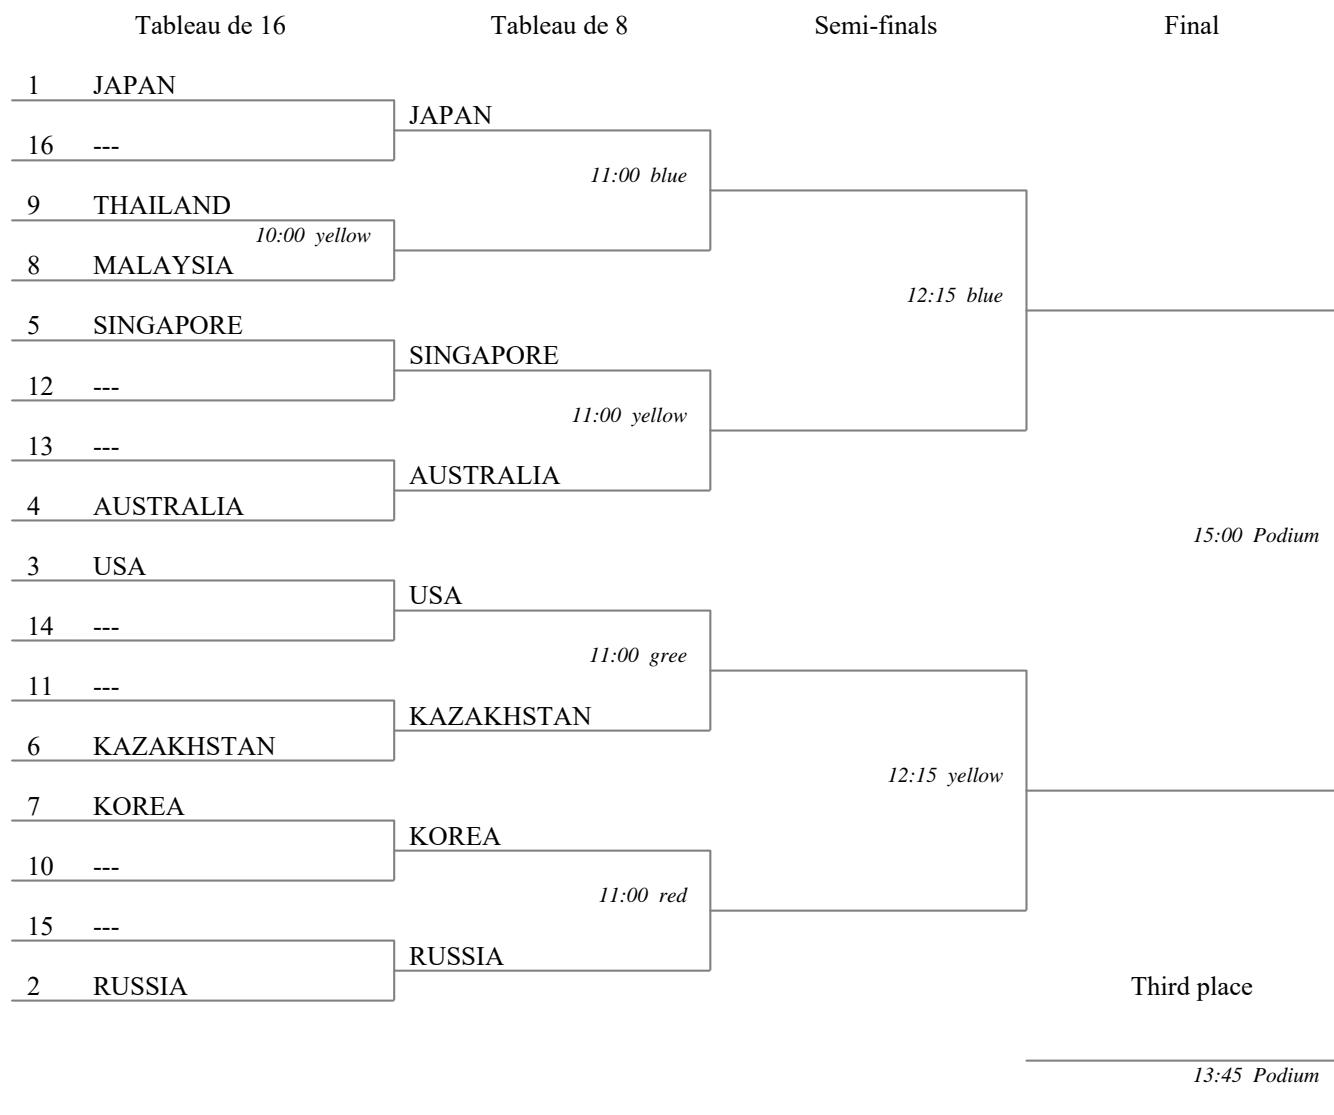 Tableau de 16 Tableau de 8 Semi-finals Final
1 JAPAN
JAPAN
16 ---
11:00 blue
9 THAILAND
10:00 yellow
8 MALAYSIA
12:15 blue
5 SINGAPORE
SINGAPORE
12 ---
11:00 yellow
13 ---
AUSTRALIA
4 AUSTRALIA
15:00 Podium
3 USA
USA
14 ---
11:00 gree
11 ---
KAZAKHSTAN
6 KAZAKHSTAN
12:15 yellow
7 KOREA
KOREA
10 ---
11:00 red
15 ---
RUSSIA
2 RUSSIA
Third place
13:45 Podium